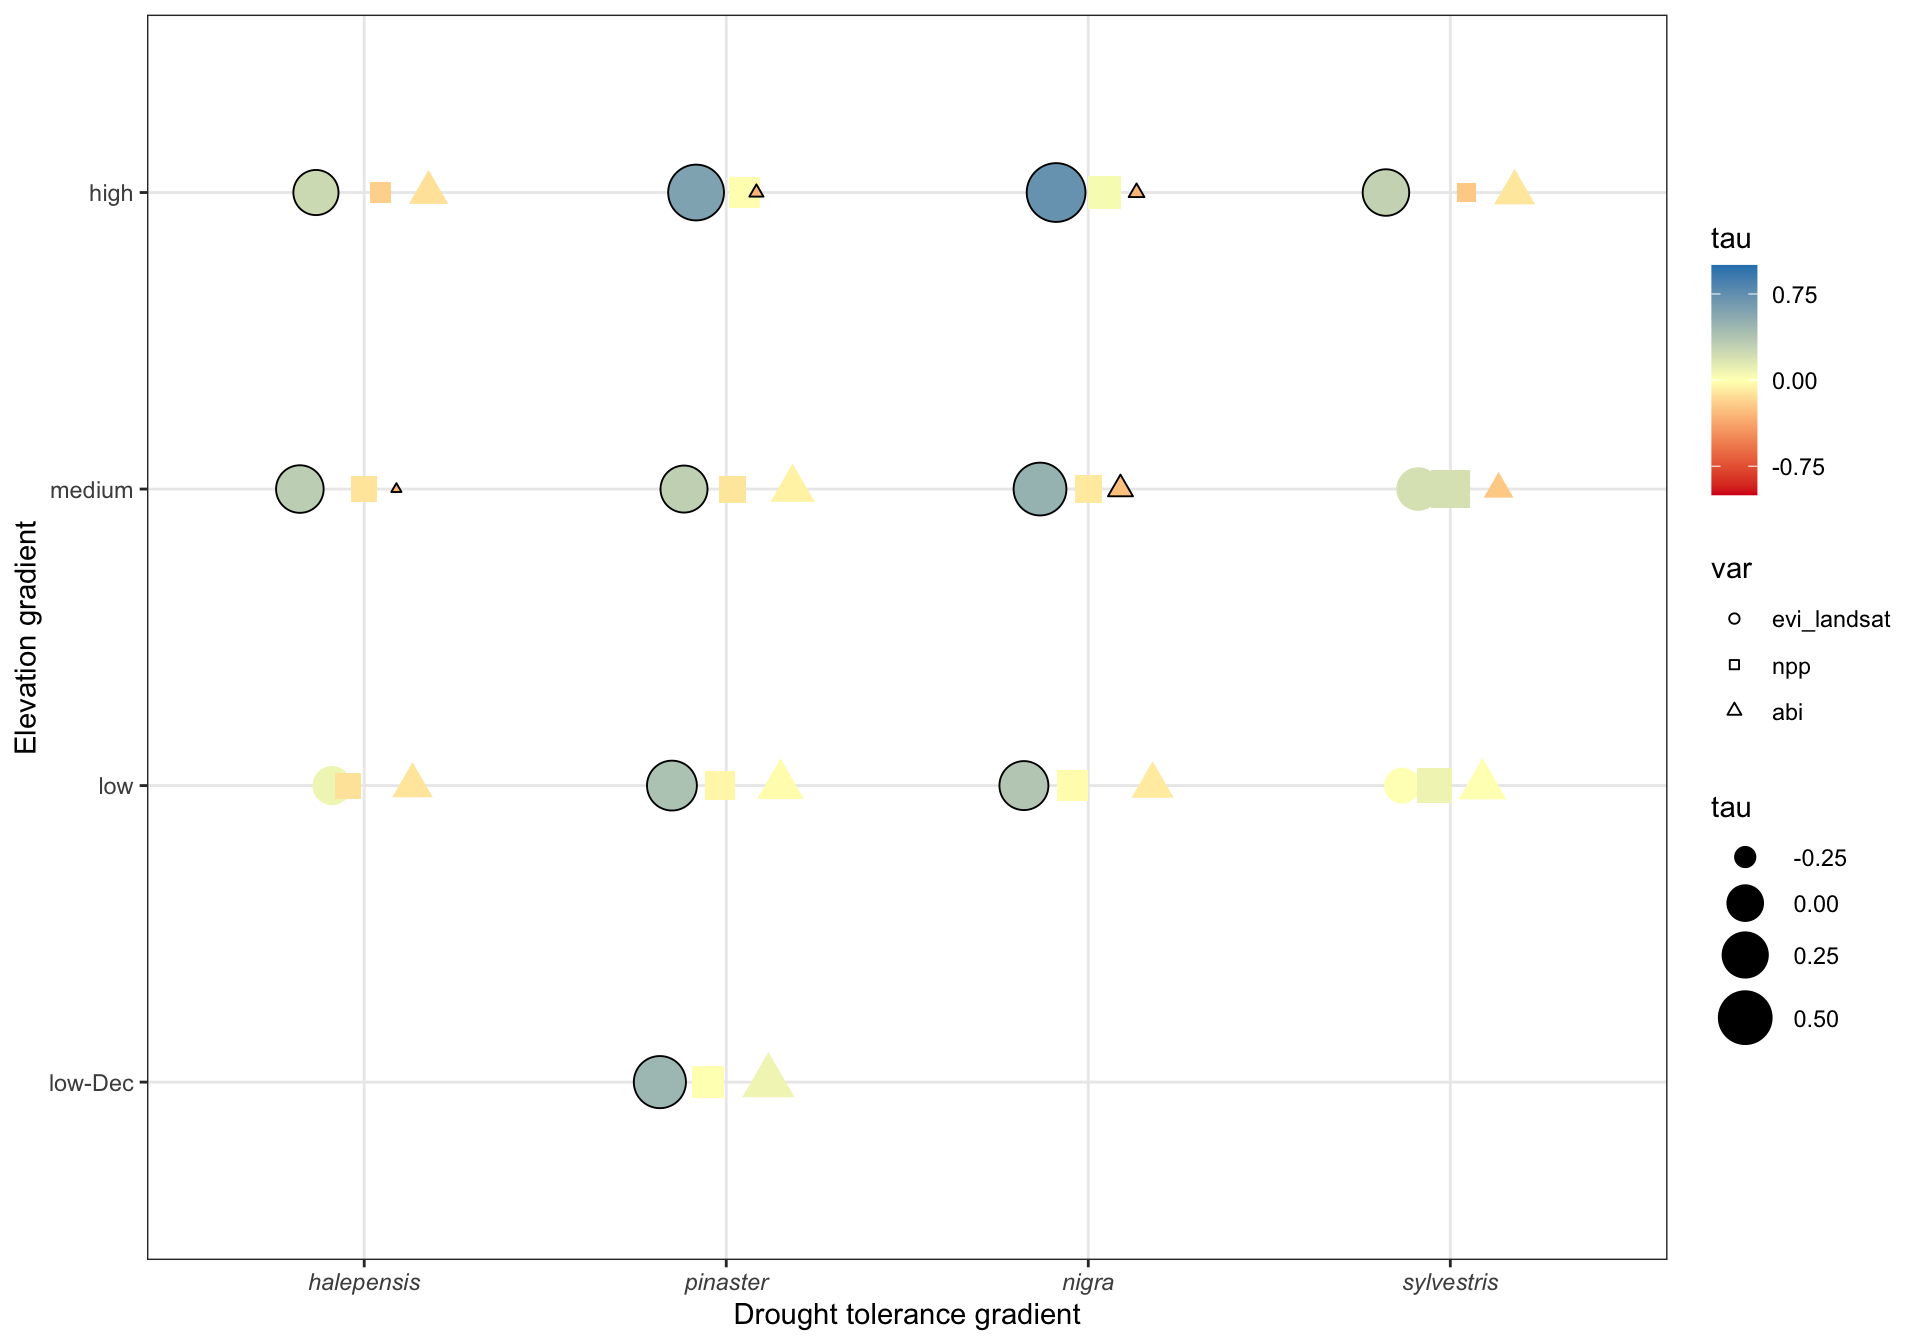 Elevation gradient
high
medium
low
low-Dec
halepensis
pinaster
nigra
sylvestris
Drought tolerance gradient
tau
0.75
0.00
-0.75
var
evi_landsat
npp
abi
tau
-0.25
0.00
0.25
0.50